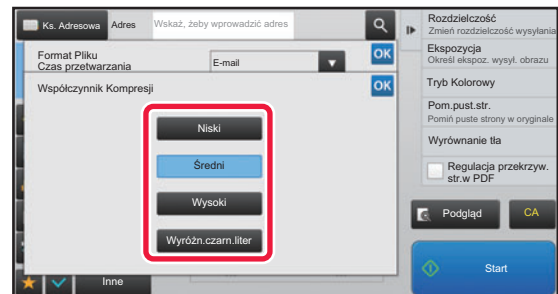 Ks. Adresowa
Adres
Wskaż, żeby wprowadzić adres
Format Pliku
Czas przetwarzania
E-mail
OK
Współczynnik Kompresji
OK
Niski
Średni
Wysoki
Wyróżn.czarn.liter
Inne
Rozdzielczość
Zmień rozdzielczość wysyłania
Ekspozycja
Określ ekspoz. wysył. obrazu
Tryb Kolorowy
Pom.pust.str.
Pomiń puste strony w oryginale
Wyrównanie tła
Regulacja przekrzyw.
str.w PDF
Podgląd
CA
Start